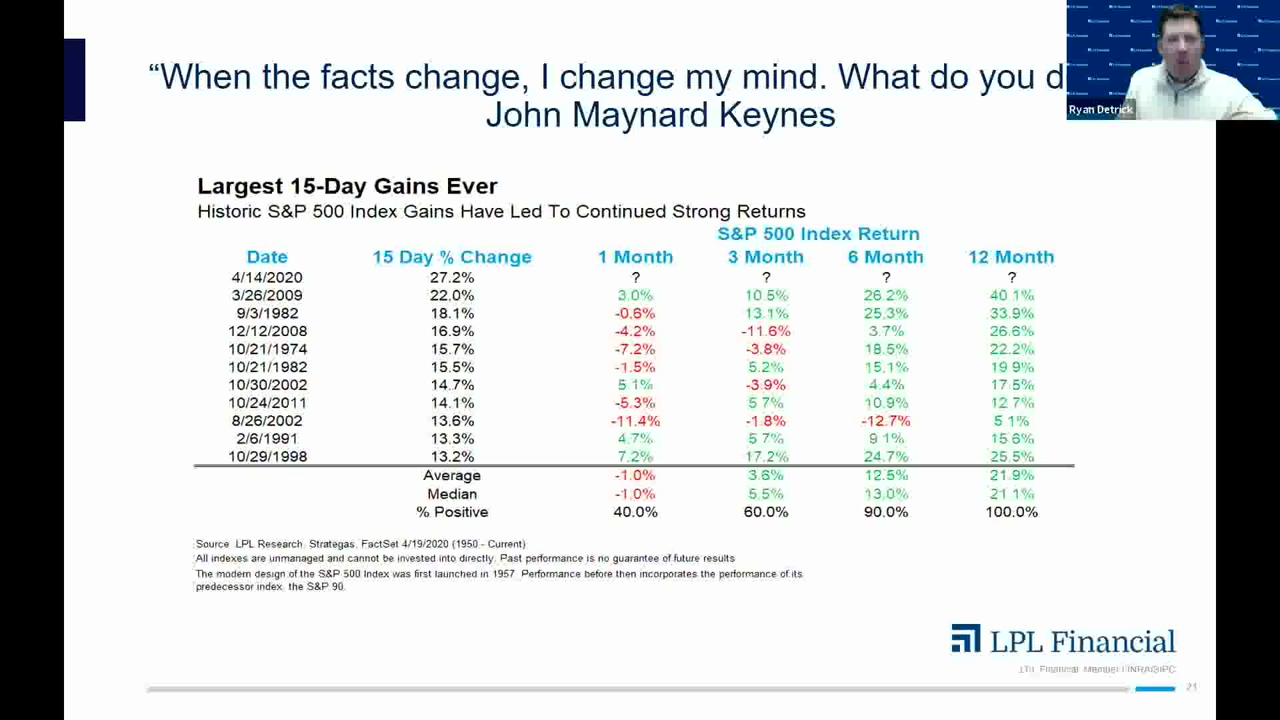 “When the facts change, I change my mind. What do you d
John Maynard Keynes
Ryan Detrick
Largest 15-Day Gains Ever
Historic S&P 500 Index Gains Have Led To Continued Strong Returns
S&P 500 Index Return
Date 15 Day % Change 1 Month 3 Month 6 Month 12 Month
4/14/2020 27.2% ? ? ? ?
3/26/2009 22.0% 3.0% 10.5% 26.2% 40.1%
9/3/1982 18.1% -0.6% 13.1% 25.3% 33.9%
12/12/2008 16.9% -4.2% -11.6% 3.7% 26.6%
10/21/1974 15.7% -7.2% -3.8% 18.5% 22.2%
10/21/1982 15.5% -1.5% 5.2% 15.1% 19.9%
10/30/2002 14.7% 5.1% -3.9% 4.4% 17.5%
10/24/2011 14.1% -5.3% 5.7% 10.9% 12.7%
8/26/2002 13.6% -11.4% -1.8% -12.7% 5.1%
2/6/1991 13.3% 4.7% 5.7% 9.1% 15.6%
10/29/1998 13.2% 7.2% 17.2% 24.7% 25.5%
Average -1.0% 3.6% 12.5% 21.9%
Median -1.0% 5.5% 13.0% 21.1%
% Positive 40.0% 60.0% 90.0% 100.0%
Source: LPL Research, Strategas, FactSet 4/19/2020 (1950 - Current)
All indexes are unmanaged and cannot be invested into directly. Past performance is no guarantee of future results
The modern design of the S&P 500 Index was first launched in 1957. Performance before then incorporates the performance of its
predecessor index, the S&P 90.
LPL Financial
LPL Financial Member FINRA/SIPC
21